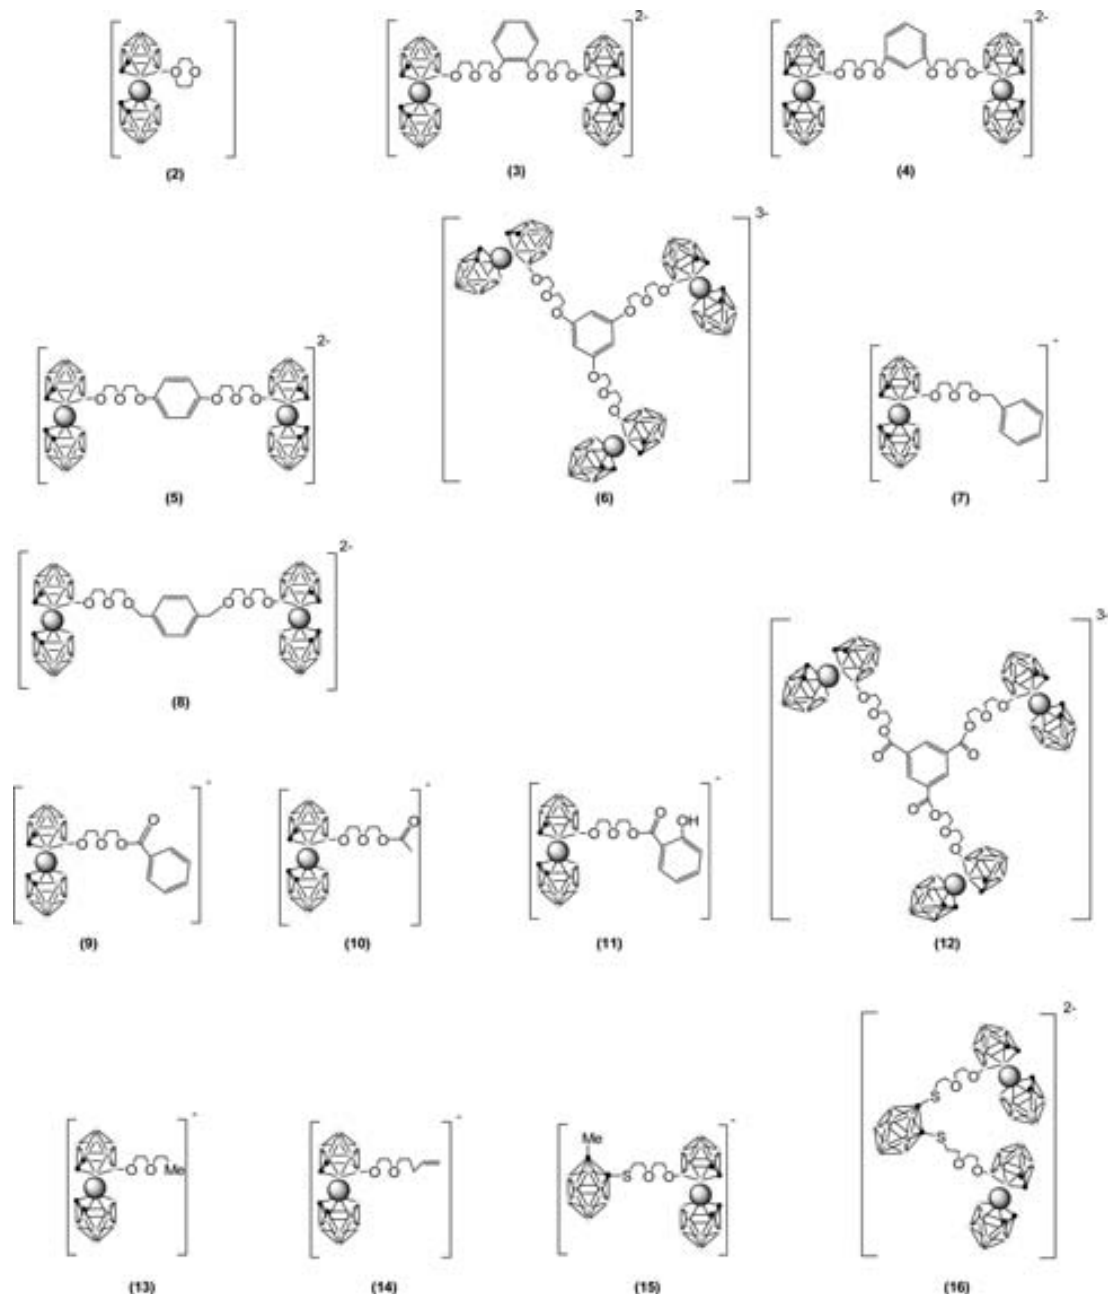 O O
(2)
2-
O O O O O O
(3)
2-
O O O O O O
(4)
2-
O O O O O O
(5)
3-
O O O O O O
O O O
(6)
-
O O O
(7)
2-
O O O O O O
(8)
-
O
O O O
(9)
-
O
O O O
(10)
-
O OH
O O O
(11)
3-
O O O O O O
O O
O O O O
(12)
-
O O Me
(13)
-
O O
(14)
-
Me
S O O
(15)
2-
S O O
S O O
(16)